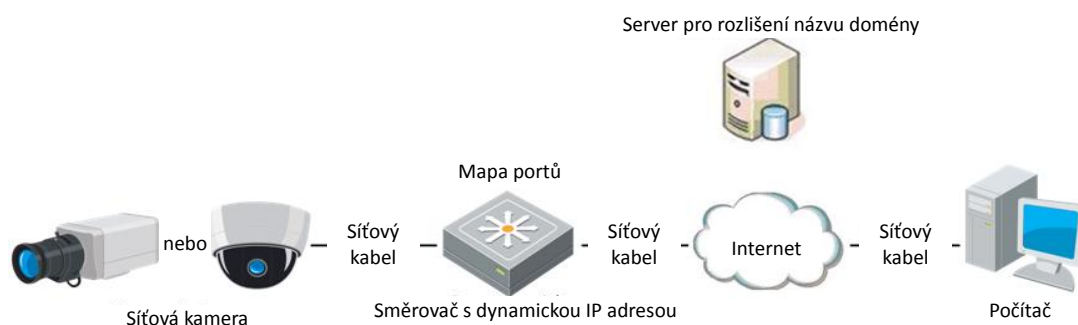 Server pro rozlišení názvu domény
Mapa portů
nebo
Síťový
kabel
Síťový
kabel
Internet
Síťový
kabel
Síťová kamera
Směrovač s dynamickou IP adresou
Počítač